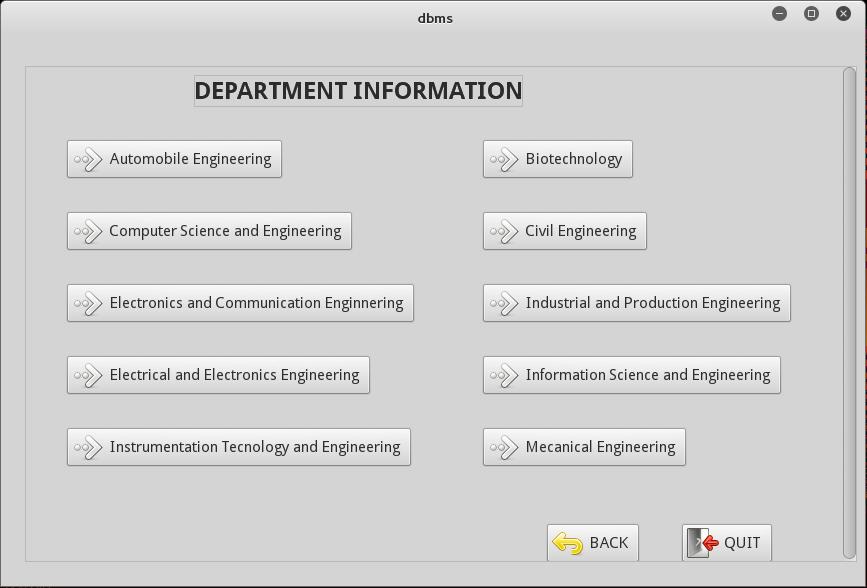 dbms
DEPARTMENT INFORMATION
Automobile Engineering
Biotechnology
Computer Science and Engineering
Civil Engineering
Electronics and Communication Enginnering
Industrial and Production Engineering
Electrical and Electronics Engineering
Information Science and Engineering
Instrumentation Tecnology and Engineering
Mecanical Engineering
BACK
QUIT